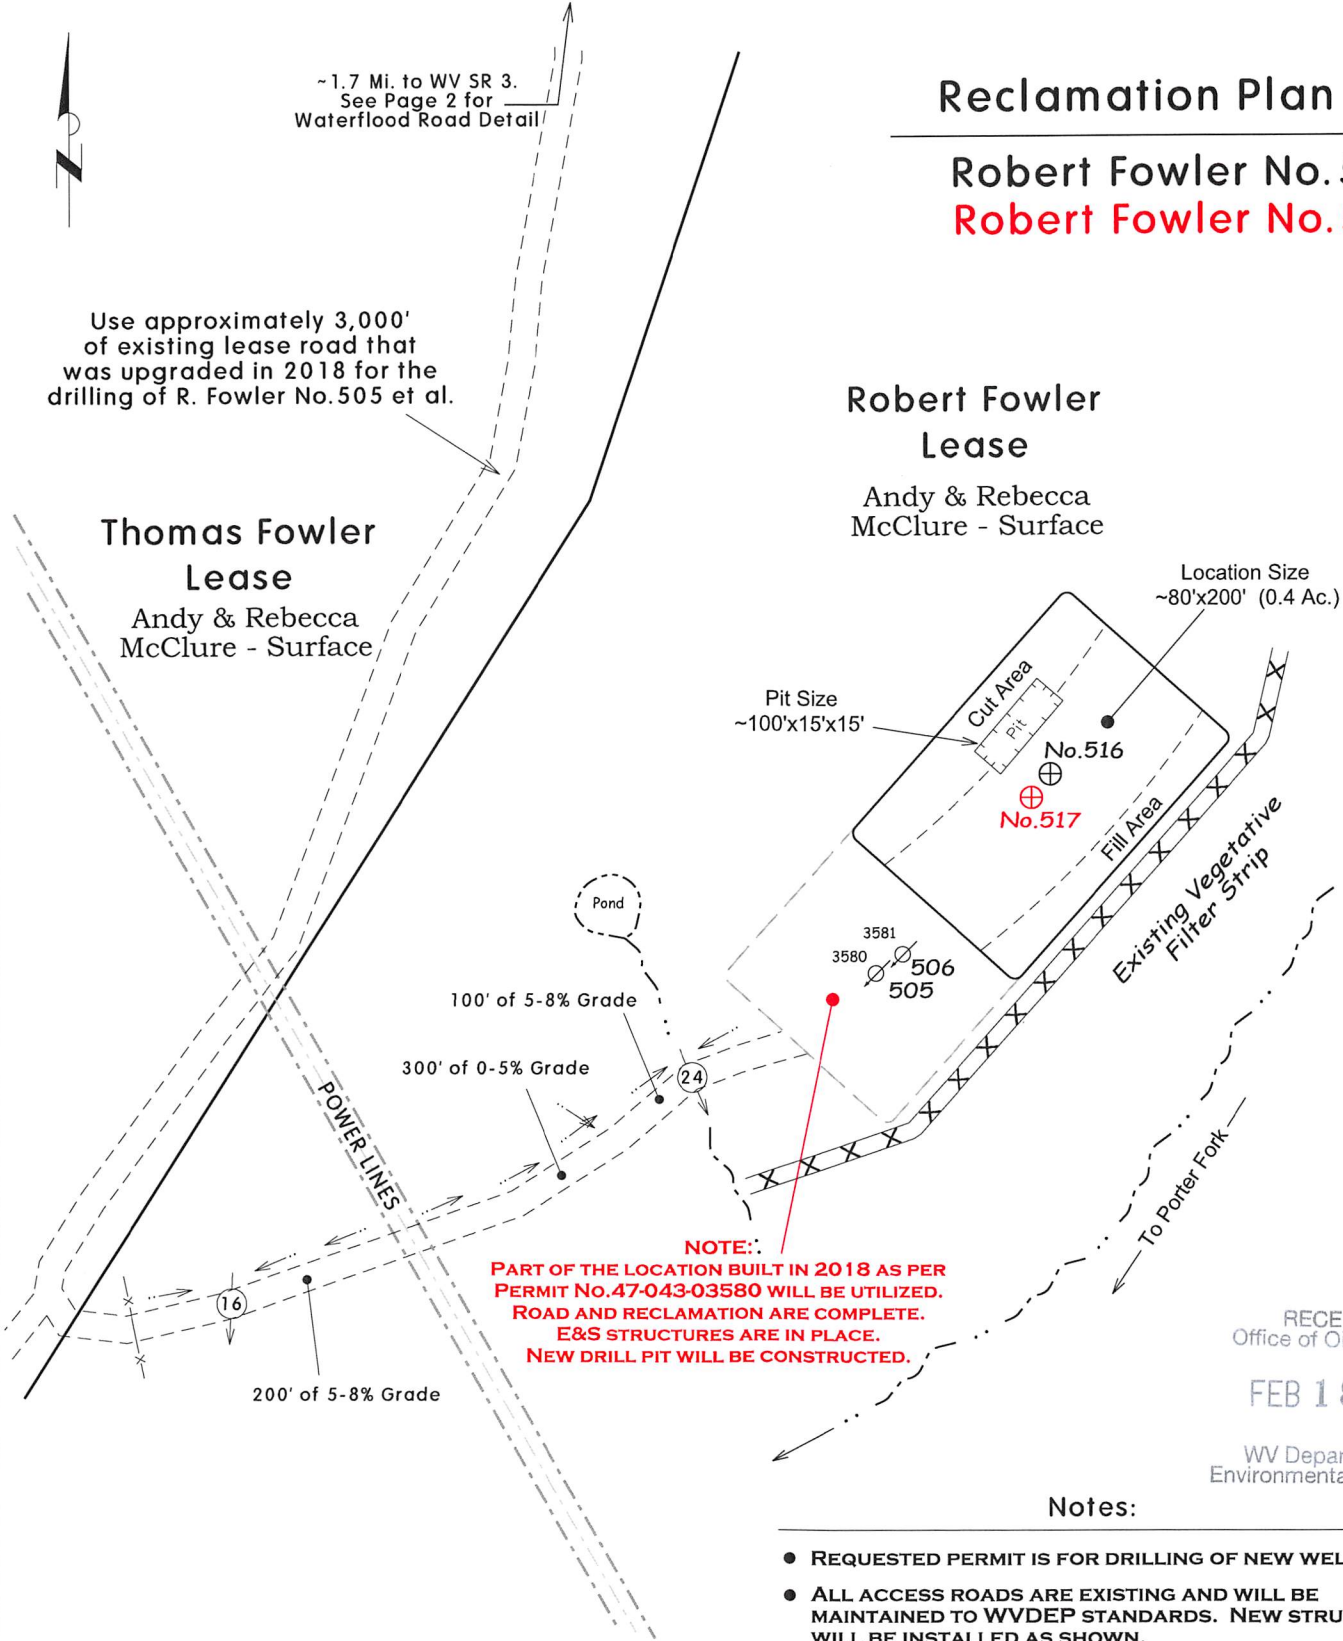 ~1.7 Mi. to WV SR 3.
See Page 2 for
Waterflood Road Detail
Reclamation Plan
Robert Fowler No.
Robert Fowler No.
N
Use approximately 3,000'
of existing lease road that
was upgraded in 2018 for the
drilling of R. Fowler No.505 et al.
Robert Fowler
Lease
Andy & Rebecca
McClure - Surface
Thomas Fowler
Lease
Andy & Rebecca
McClure - Surface
Location Size
~80'x200' (0.4 Ac.)
Pit Size
~100'x15'x15'
Cut Area
Pit
No.516
No.517
Fill Area
Existing Vegetative
Filter Strip
Pond
3581
3580
506
505
100' of 5-8% Grade
300' of 0-5% Grade
24
POWER LINES
To Porter Fork
16
200' of 5-8% Grade
NOTE:
PART OF THE LOCATION BUILT IN 2018 AS PER
PERMIT NO.47-043-03580 WILL BE UTILIZED.
ROAD AND RECLAMATION ARE COMPLETE.
E&S STRUCTURES ARE IN PLACE.
NEW DRILL PIT WILL BE CONSTRUCTED.
Office of
FEB 1
WV
Notes:
● REQUESTED PERMIT IS FOR DRILLING OF NEW
● ALL ACCESS ROADS ARE EXISTING AND WILL BE
MAINTAINED TO WVDEP STANDARDS. NEW
WILL BE INSTALLED AS SHOWN.